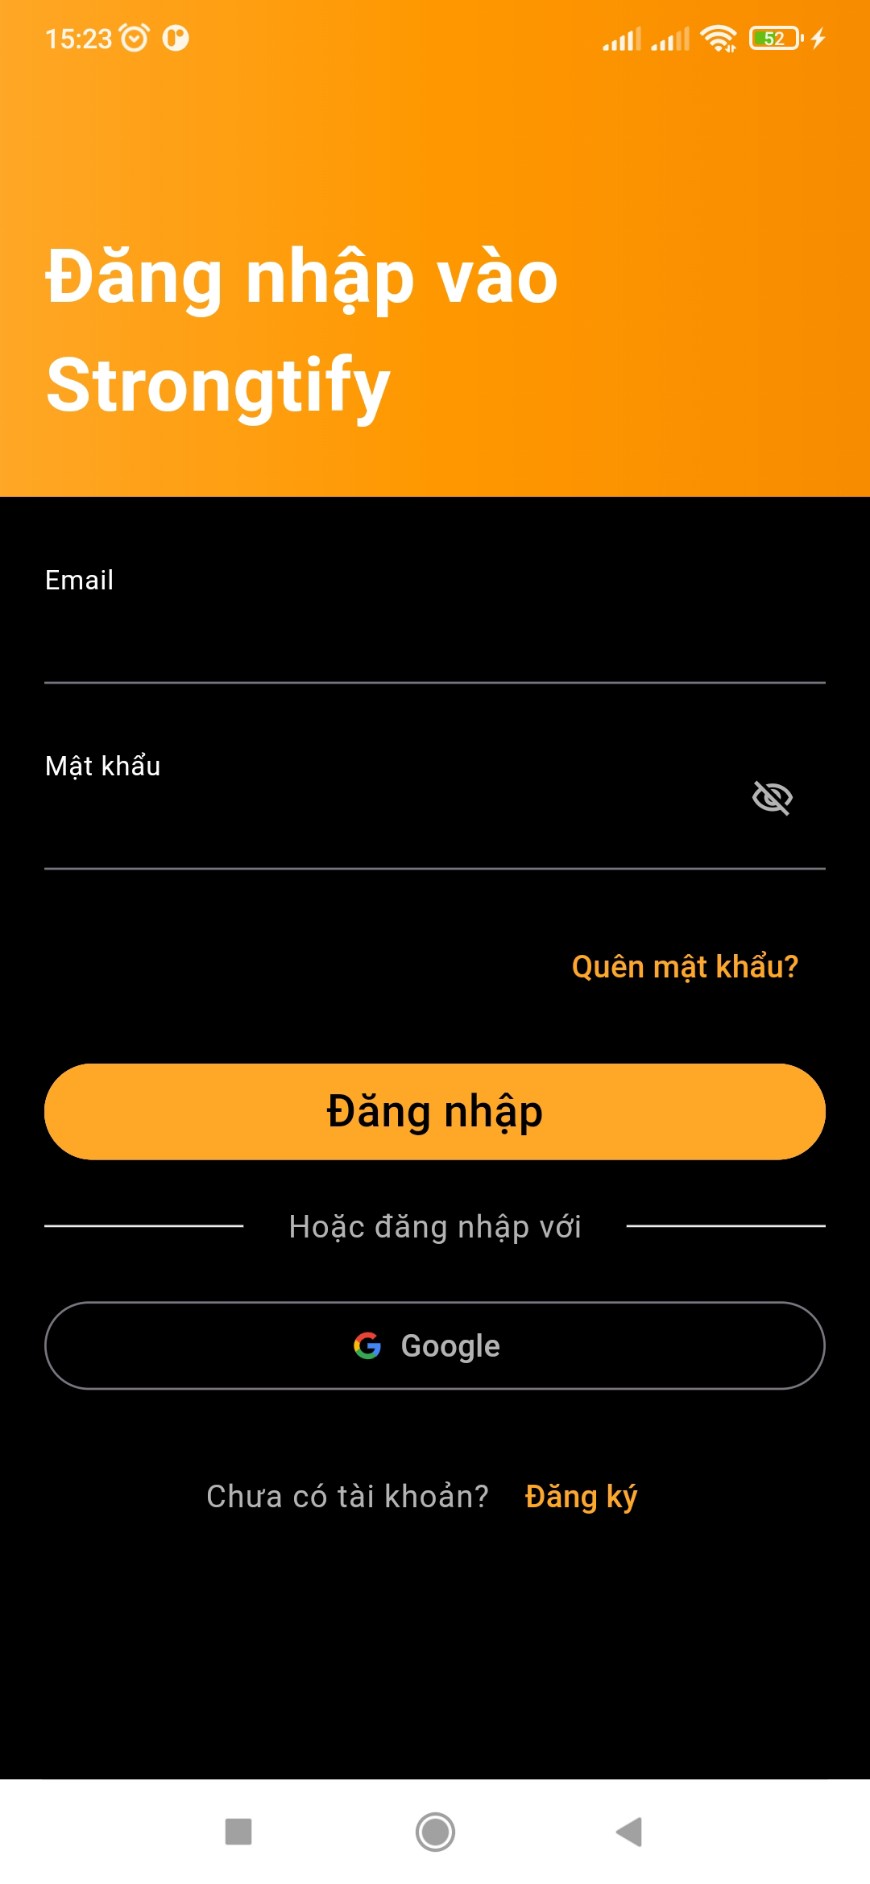 15:23
52
Đăng nhập vào
Strongtify
Email
Mật khẩu
Quên mật khẩu?
Đăng nhập
Hoặc đăng nhập với
Google
Chưa có tài khoản? Đăng ký